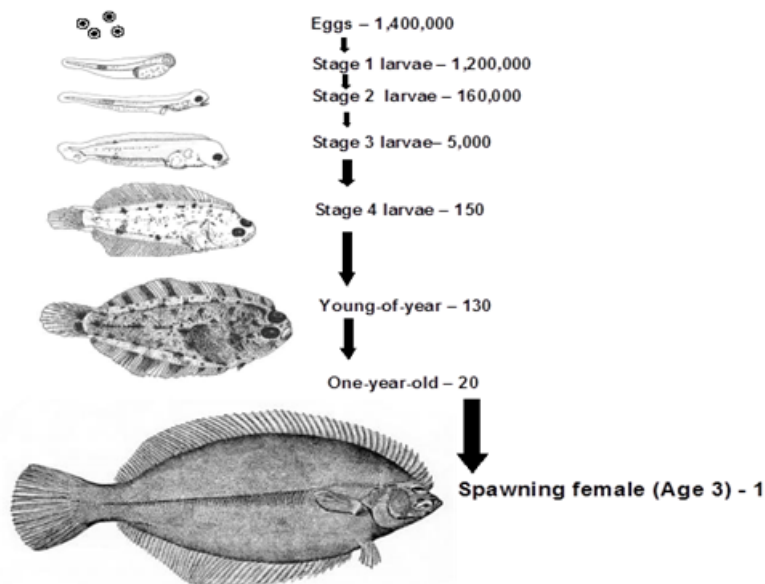 Eggs – 1,400,000
Stage 1 larvae – 1,200,000
Stage 2 larvae – 160,000
Stage 3 larvae– 5,000
Stage 4 larvae – 150
Young-of-year – 130
One-year-old – 20
Spawning female (Age 3) - 1